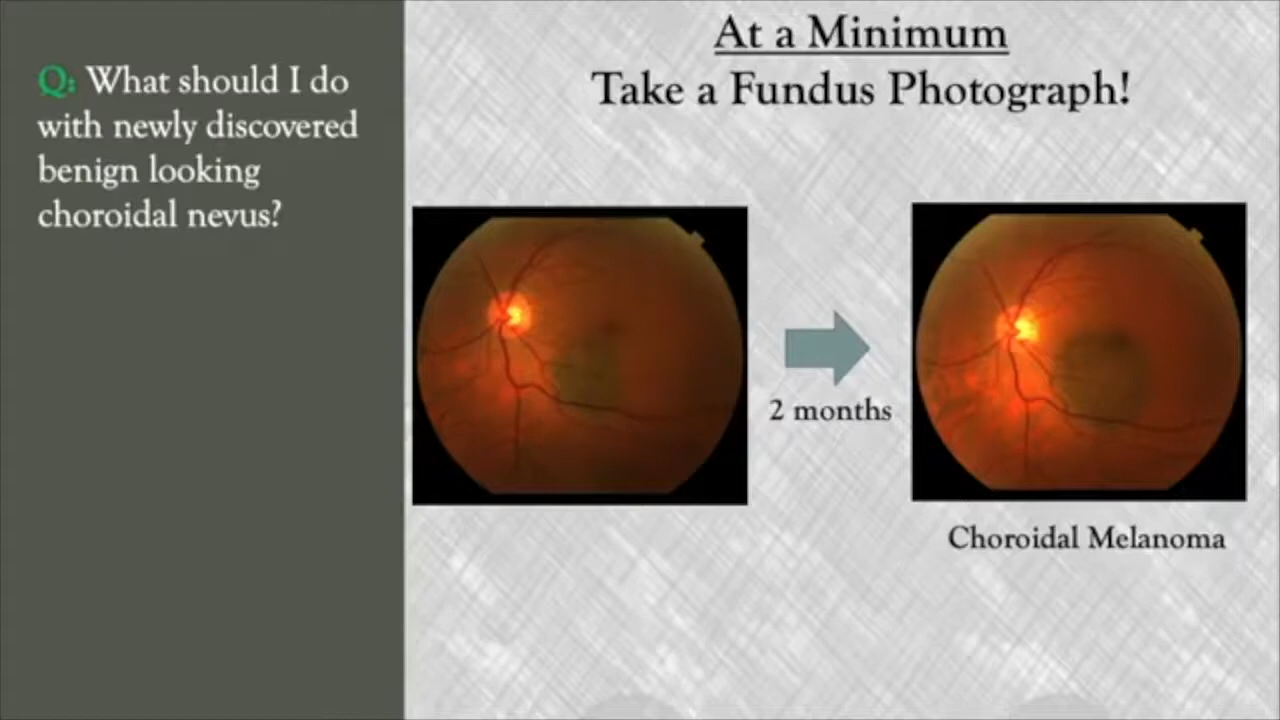 Q: What should I do
with newly discovered
benign looking
choroidal nevus?
At a Minimum
Take a Fundus Photograph!
2 months
Choroidal Melanoma